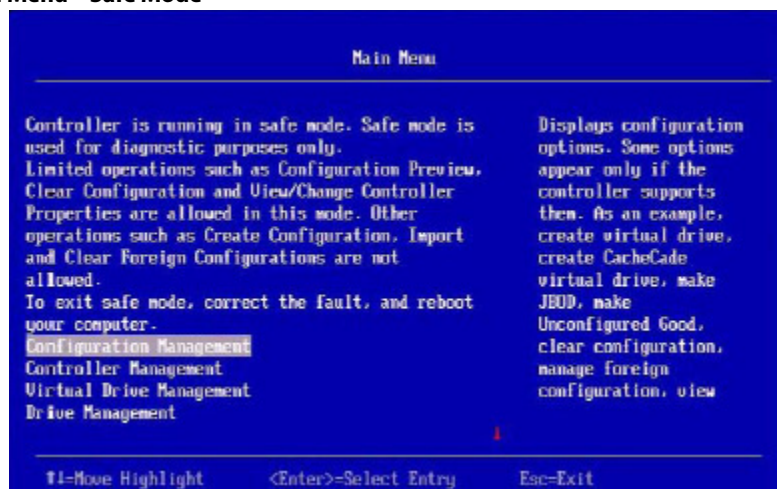 Menu – Safe Mode
Main Menu
Controller is running in safe mode. Safe mode is
used for diagnostic purposes only.
Limited operations such as Configuration Preview,
Clear Configuration and View/Change Controller
Properties are allowed in this mode. Other
operations such as Create Configuration, Import
and Clear Foreign Configurations are not
allowed.
To exit safe mode, correct the fault, and reboot
your computer.
Configuration Management
Controller Management
Virtual Drive Management
Drive Management
Displays configuration
options. Some options
appear only if the
controller supports
them. As an example,
create virtual drive,
create CacheCade
virtual drive, make
JBOD, make
Unconfigured Good,
clear configuration,
manage foreign
configuration, view
↓
↑↓=Move Highlight <Enter>=Select Entry Esc=Exit